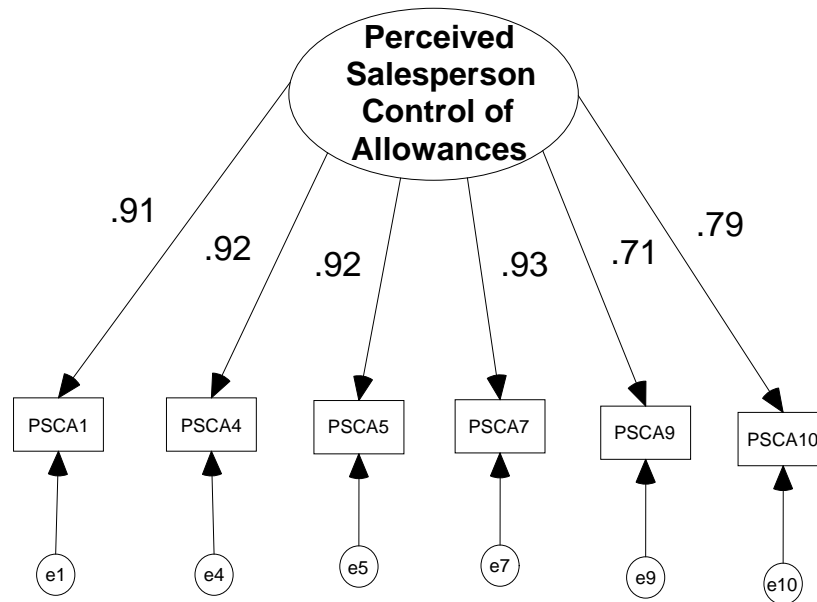 Perceived
Salesperson
Control of
Allowances
.91
.92
.92
.93
.71
.79
PSCA1
PSCA4
PSCA5
PSCA7
PSCA9
PSCA10
e1
e4
e5
e7
e9
e10